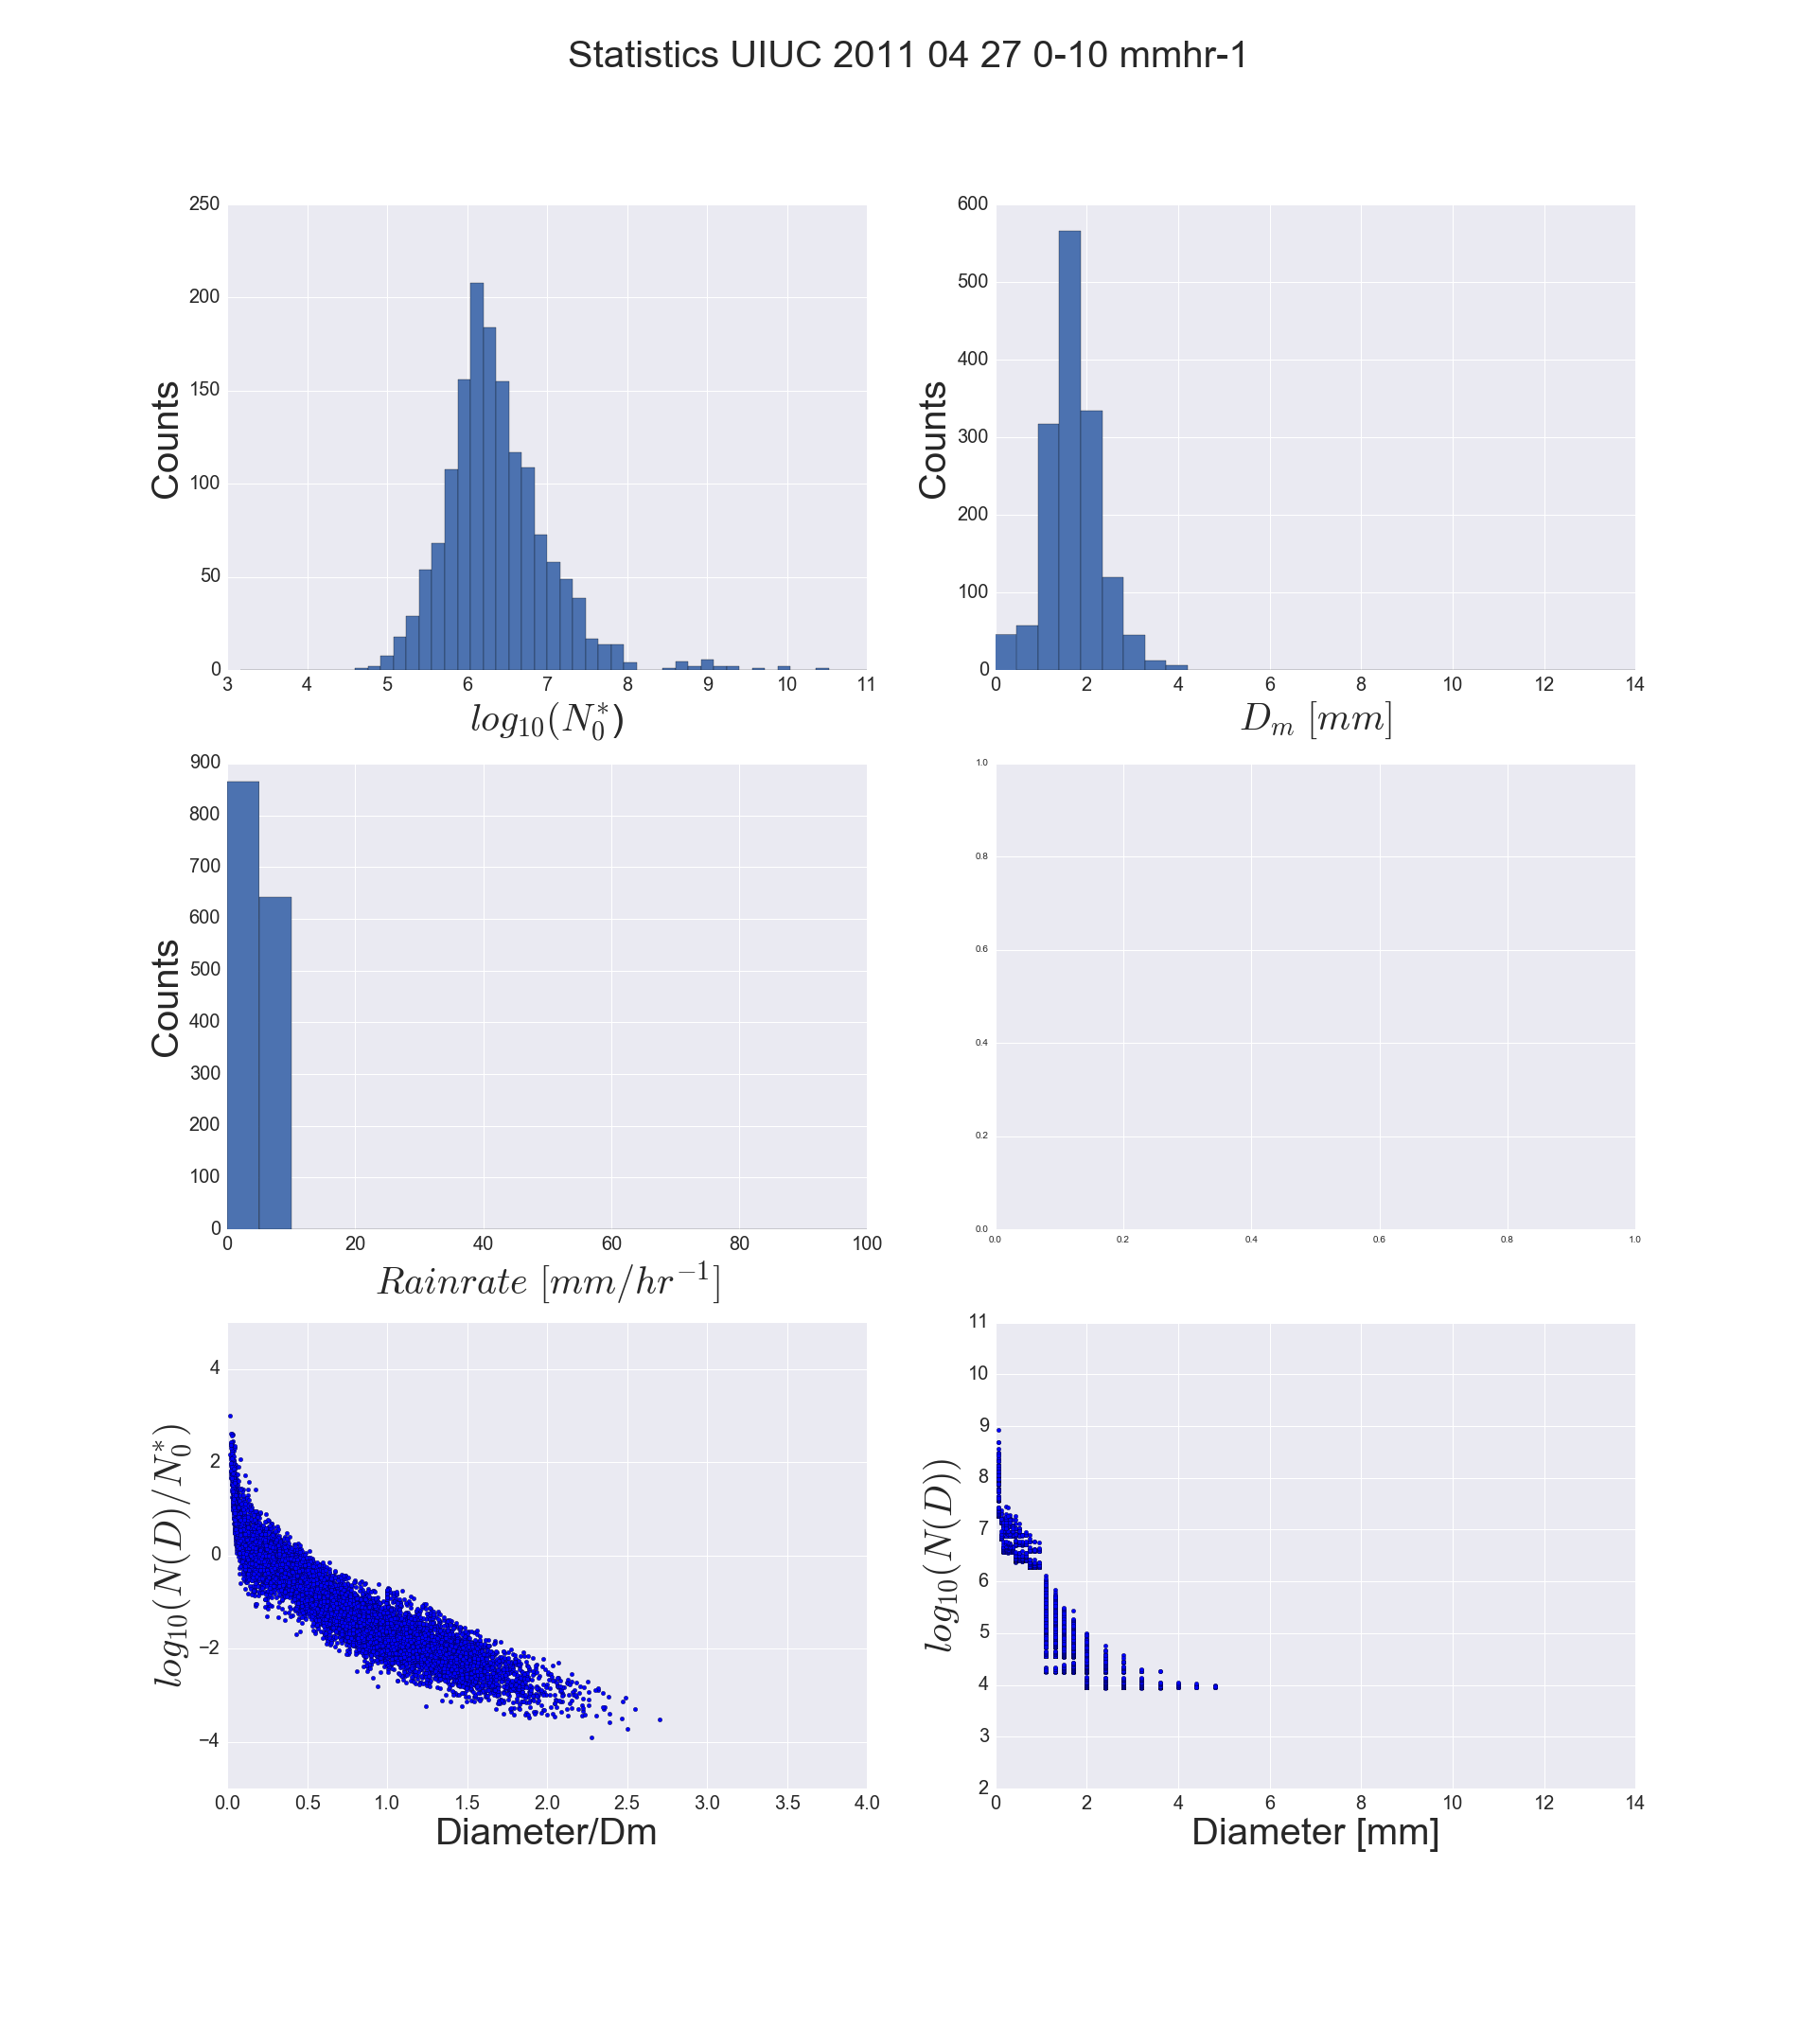 Statistics UIUC 2011 04 27 0-10 mmhr-1
250
200
150
100
50
0
Counts
3 4 5 6 7 8 9 10 11
log₁₀(N₀*)
600
500
400
300
200
100
0
Counts
0 2 4 6 8 10 12 14
D_m [mm]
900
800
700
600
500
400
300
200
100
0
Counts
0 20 40 60 80 100
Rainrate [mm/hr⁻¹]
1.0
0.8
0.6
0.4
0.2
0.0
0.0 0.2 0.4 0.6 0.8 1.0
4
2
0
−2
−4
log₁₀(N(D)/N₀*)
0.0 0.5 1.0 1.5 2.0 2.5 3.0 3.5 4.0
Diameter/Dm
11
10
9
8
7
6
5
4
3
2
log₁₀(N(D))
0 2 4 6 8 10 12 14
Diameter [mm]